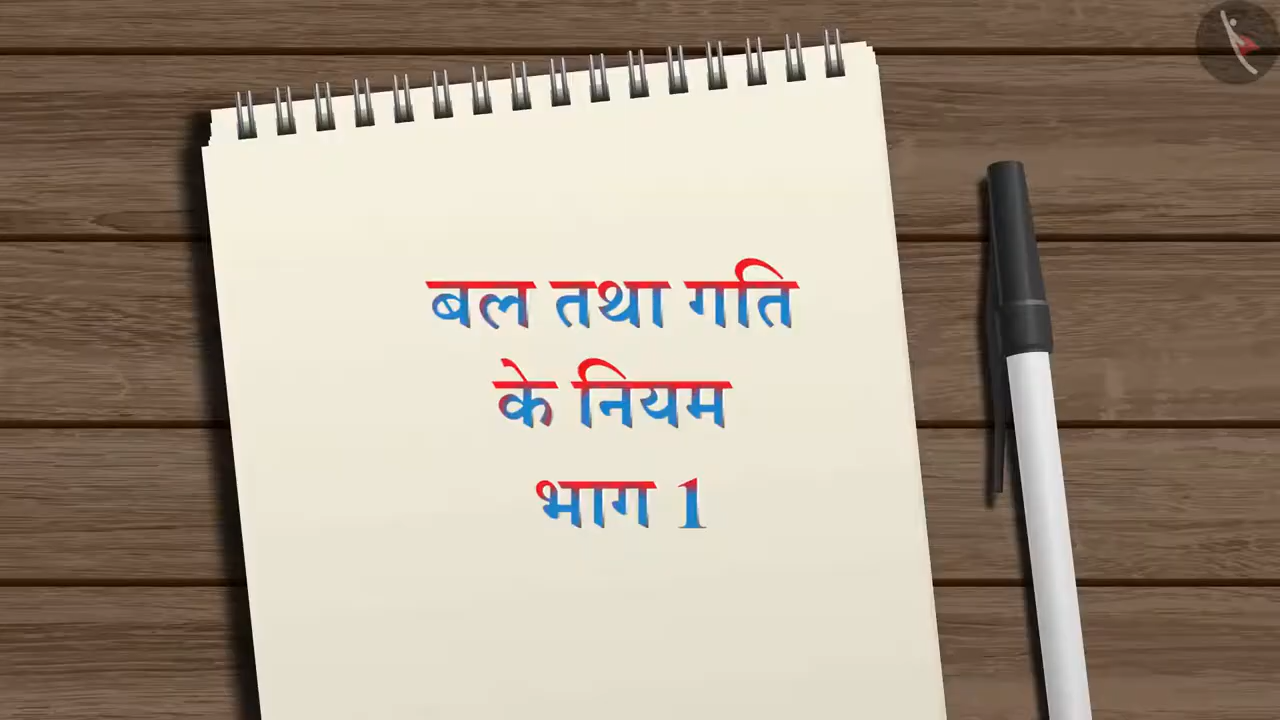 बल तथा गति
के नियम
भाग 1